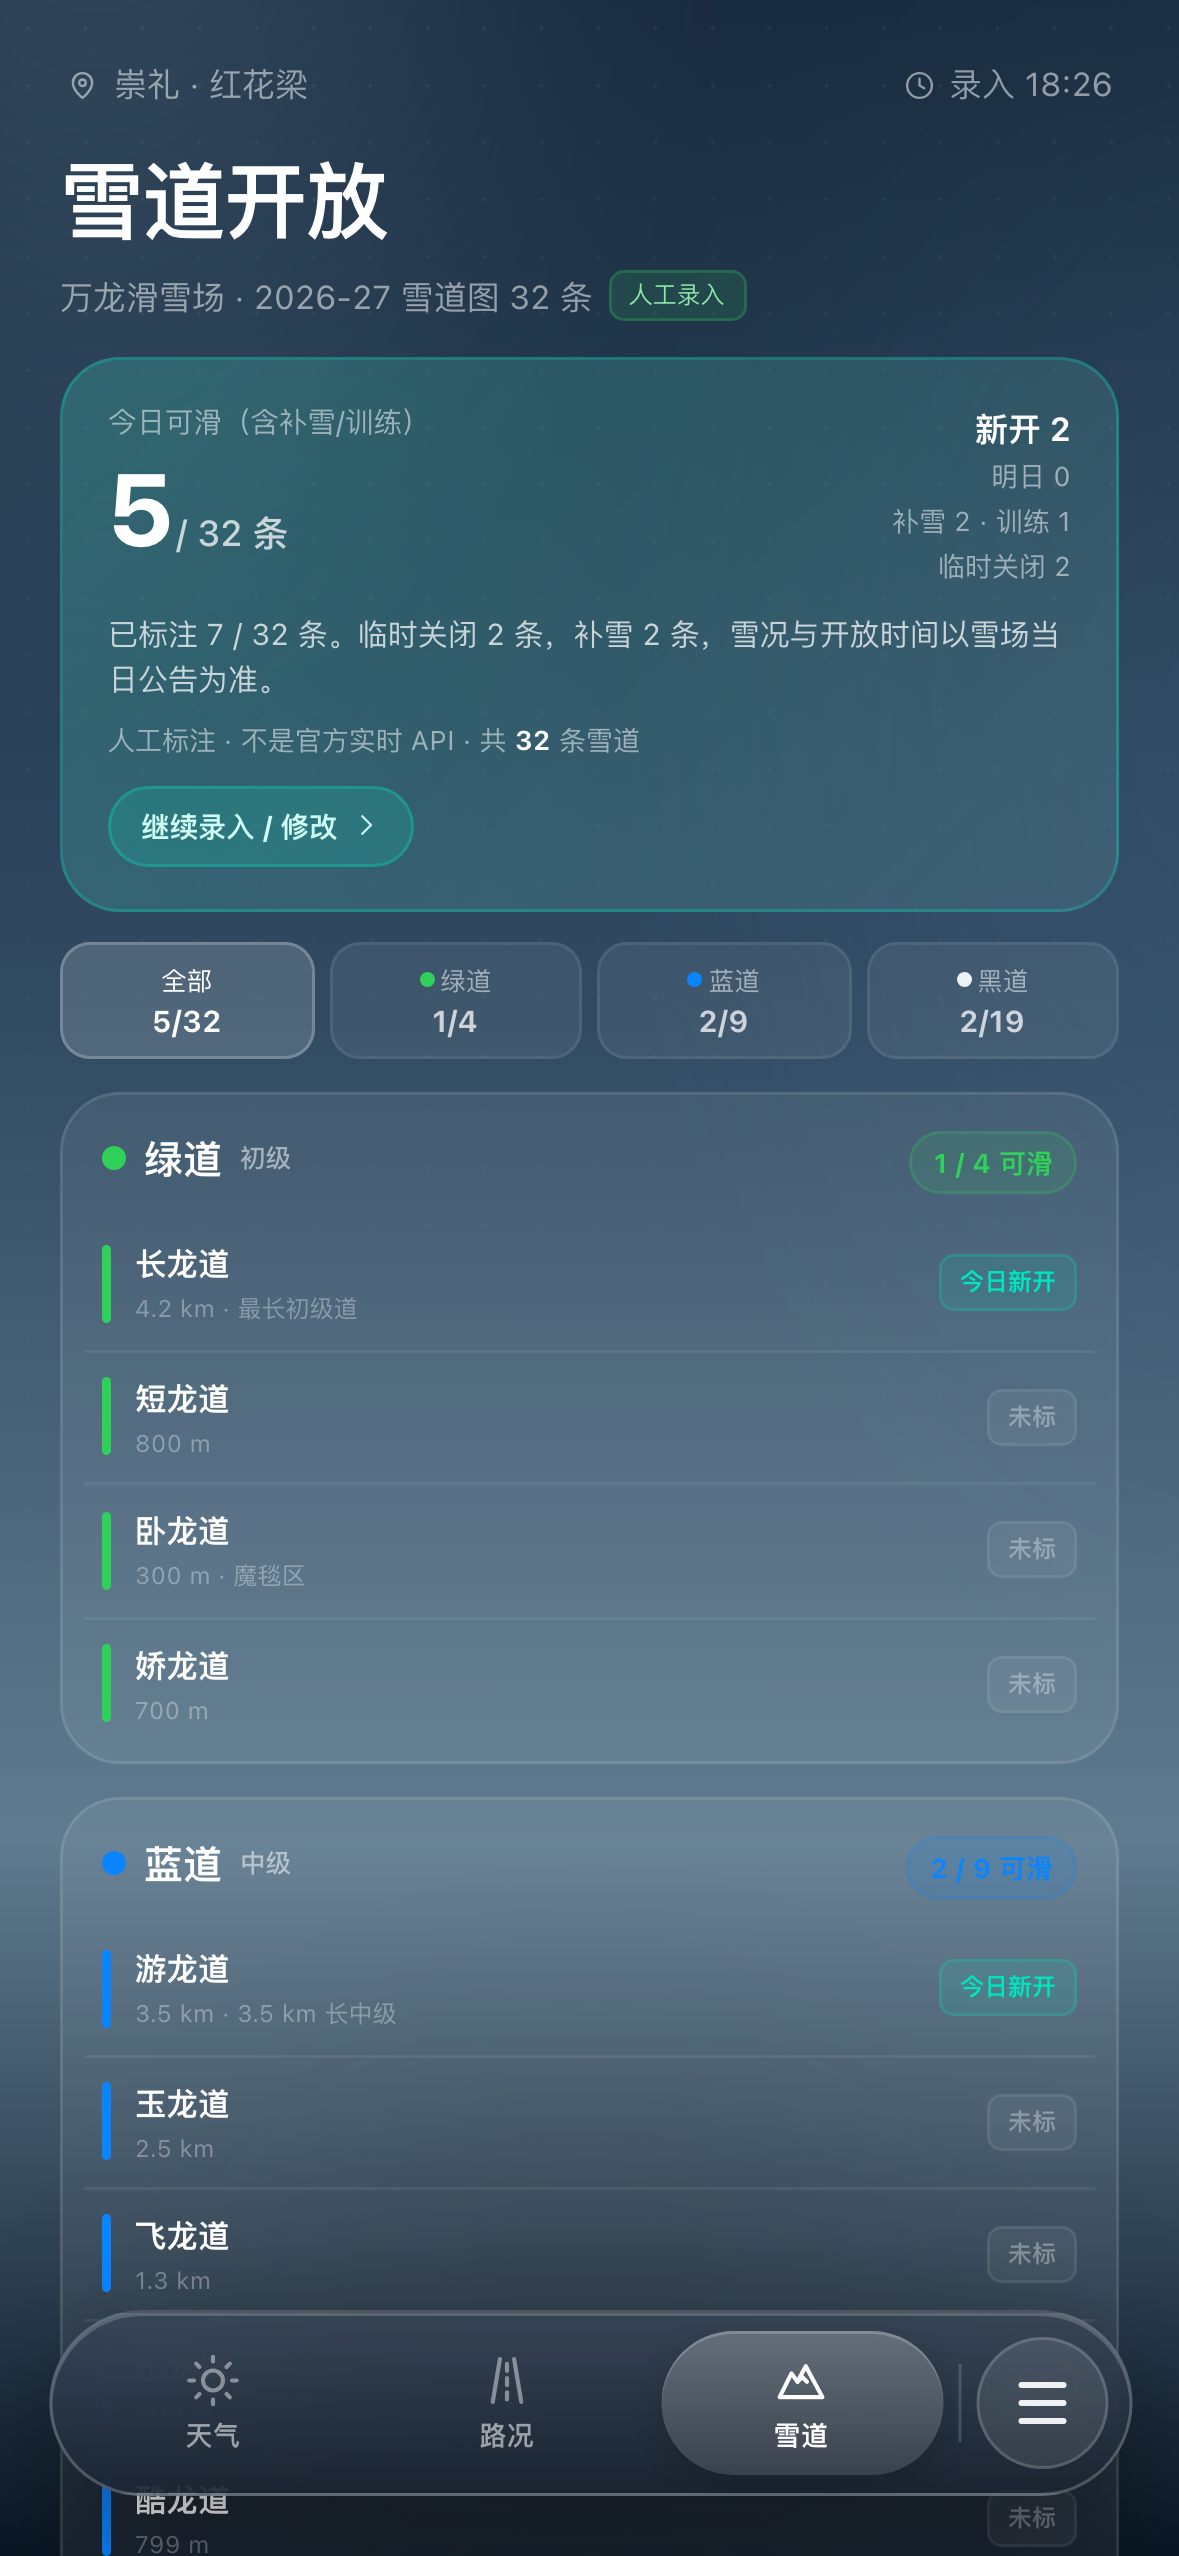 崇礼 · 红花梁
录入 18:26
雪道开放
万龙滑雪场 · 2026-27 雪道图 32 条
人工录入
今日可滑（含补雪/训练）
5 / 32 条
新开 2
明日 0
补雪 2 · 训练 1
临时关闭 2
已标注 7 / 32 条。临时关闭 2 条，补雪 2 条，雪况与开放时间以雪场当
日公告为准。
人工标注 · 不是官方实时 API · 共 32 条雪道
继续录入 / 修改
全部
5/32
绿道
1/4
蓝道
2/9
黑道
2/19
绿道 初级
1 / 4 可滑
长龙道
4.2 km · 最长初级道
今日新开
短龙道
800 m
未标
卧龙道
300 m · 魔毯区
未标
娇龙道
700 m
未标
蓝道 中级
2 / 9 可滑
游龙道
3.5 km · 3.5 km 长中级
今日新开
玉龙道
2.5 km
未标
飞龙道
1.3 km
未标
天气
路况
雪道
酷龙道
799 m
未标